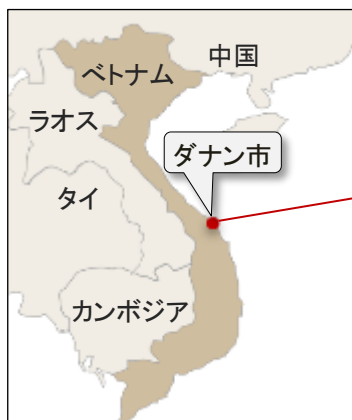 中国
ベトナム
ラオス
ダナン市
タイ
カンボジア